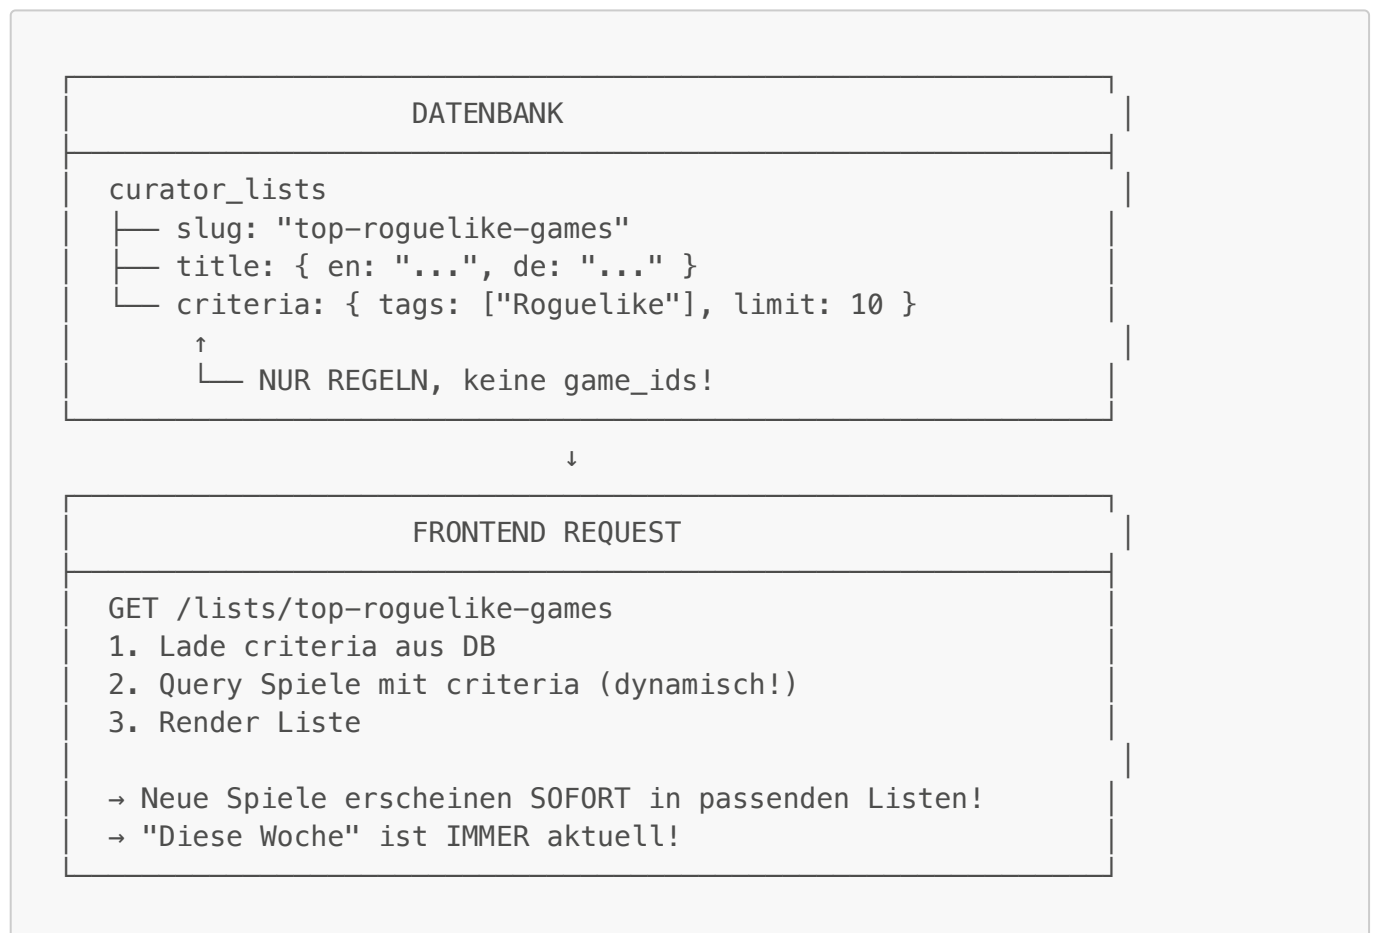 DATENBANK
curator_lists
├── slug: "top-roguelike-games"
├── title: { en: "...", de: "..." }
└── criteria: { tags: ["Roguelike"], limit: 10 }
↑
└── NUR REGELN, keine game_ids!
↓
FRONTEND REQUEST
GET /lists/top-roguelike-games
1. Lade criteria aus DB
2. Query Spiele mit criteria (dynamisch!)
3. Render Liste
→ Neue Spiele erscheinen SOFORT in passenden Listen!
→ "Diese Woche" ist IMMER aktuell!